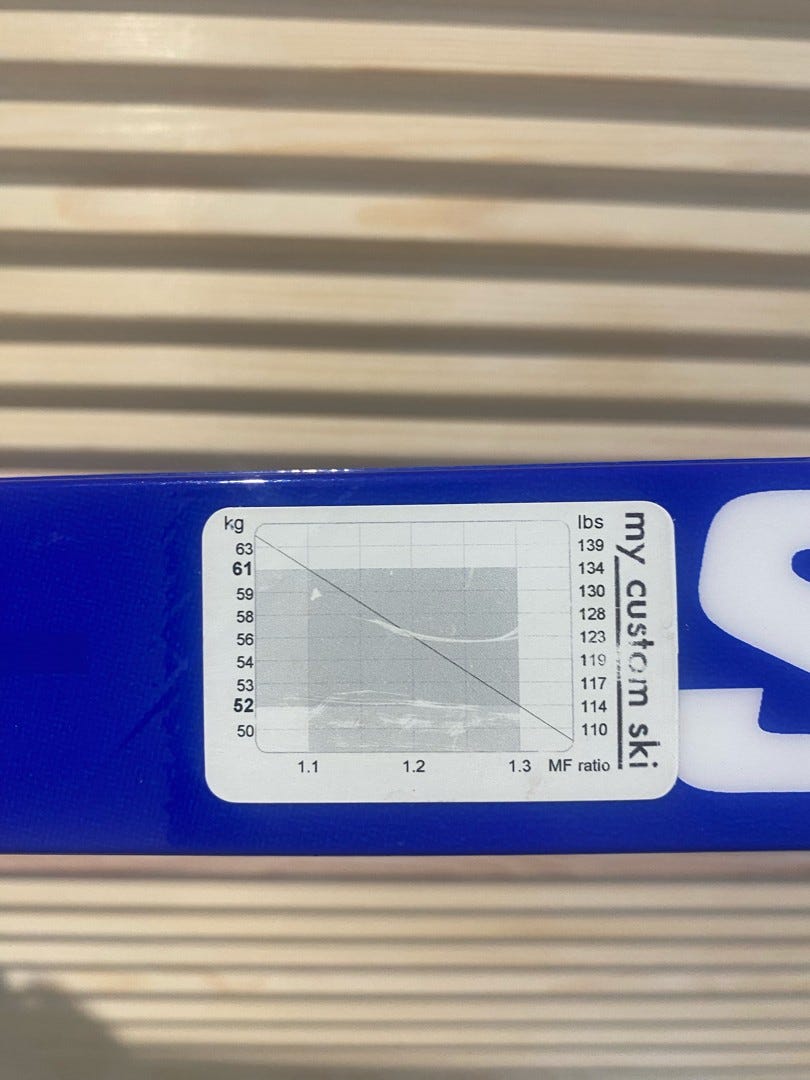 kg lbs
63 139
61 134
59 130
58 128
56 123
54 119
53 117
52 114
50 110
1.1 1.2 1.3 MF ratio
my custom ski
S